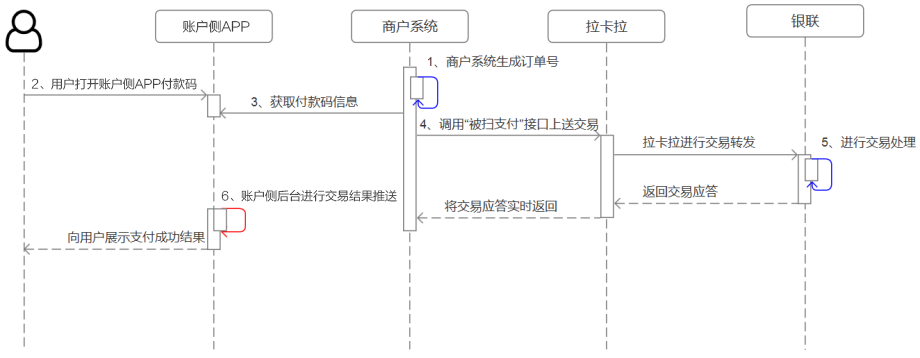 账户侧APP
商户系统
拉卡拉
银联
1、商户系统生成订单号
2、用户打开账户侧APP付款码
3、获取付款码信息
4、调用“被扫支付”接口上送交易
拉卡拉进行交易转发
5、进行交易处理
返回交易应答
6、账户侧后台进行交易结果推送
将交易应答实时返回
向用户展示支付成功结果